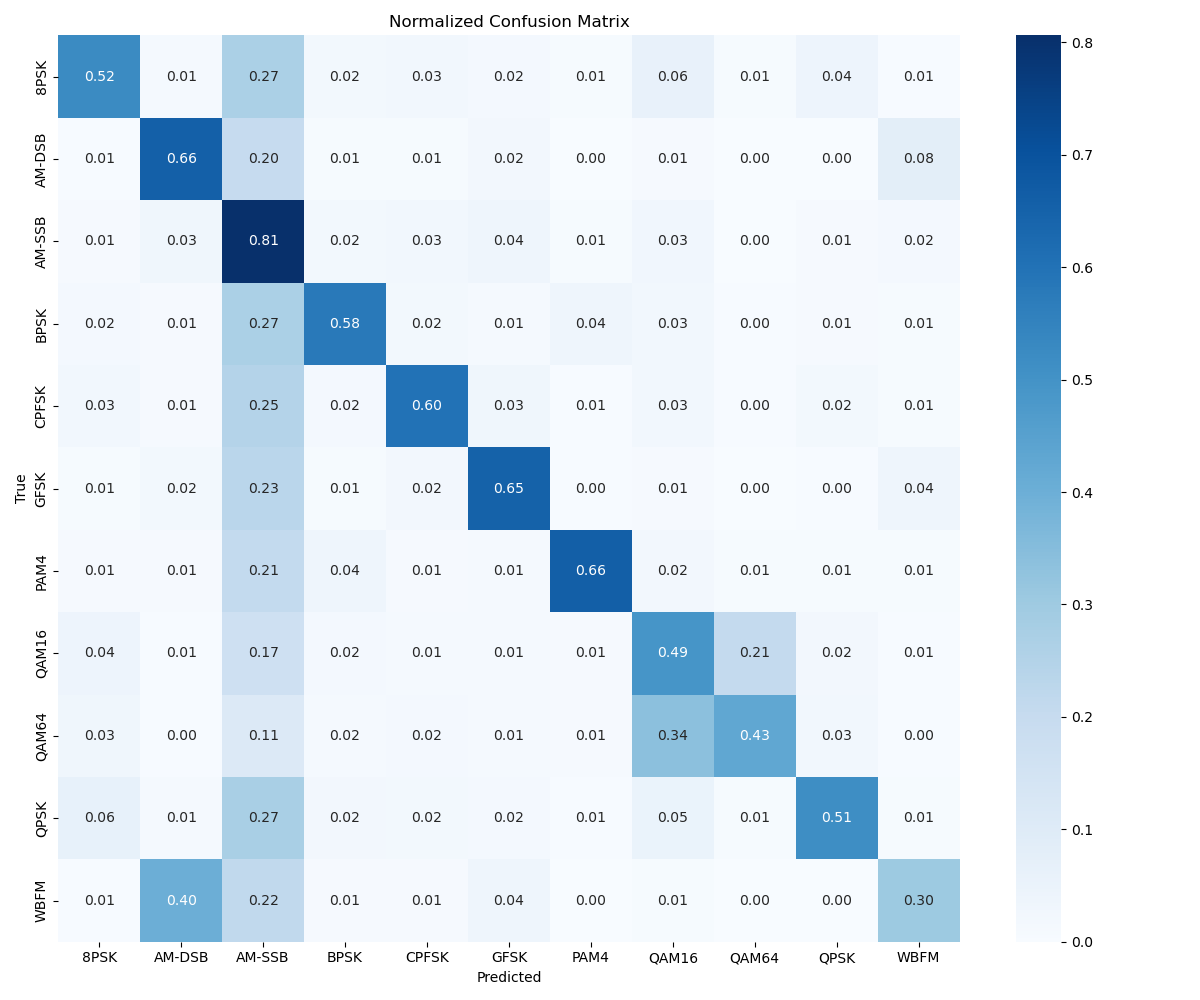 Normalized Confusion Matrix
8PSK 0.52 0.01 0.27 0.02 0.03 0.02 0.01 0.06 0.01 0.04 0.01
AM-DSB 0.01 0.66 0.20 0.01 0.01 0.02 0.00 0.01 0.00 0.00 0.08
AM-SSB 0.01 0.03 0.81 0.02 0.03 0.04 0.01 0.03 0.00 0.01 0.02
BPSK 0.02 0.01 0.27 0.58 0.02 0.01 0.04 0.03 0.00 0.01 0.01
CPFSK 0.03 0.01 0.25 0.02 0.60 0.03 0.01 0.03 0.00 0.02 0.01
GFSK 0.01 0.02 0.23 0.01 0.02 0.65 0.00 0.01 0.00 0.00 0.04
PAM4 0.01 0.01 0.21 0.04 0.01 0.01 0.66 0.02 0.01 0.01 0.01
QAM16 0.04 0.01 0.17 0.02 0.01 0.01 0.01 0.49 0.21 0.02 0.01
QAM64 0.03 0.00 0.11 0.02 0.02 0.01 0.01 0.34 0.43 0.03 0.00
QPSK 0.06 0.01 0.27 0.02 0.02 0.02 0.01 0.05 0.01 0.51 0.01
WBFM 0.01 0.40 0.22 0.01 0.01 0.04 0.00 0.01 0.00 0.00 0.30
8PSK AM-DSB AM-SSB BPSK CPFSK GFSK PAM4 QAM16 QAM64 QPSK WBFM
Predicted
True
0.8
0.7
0.6
0.5
0.4
0.3
0.2
0.1
0.0